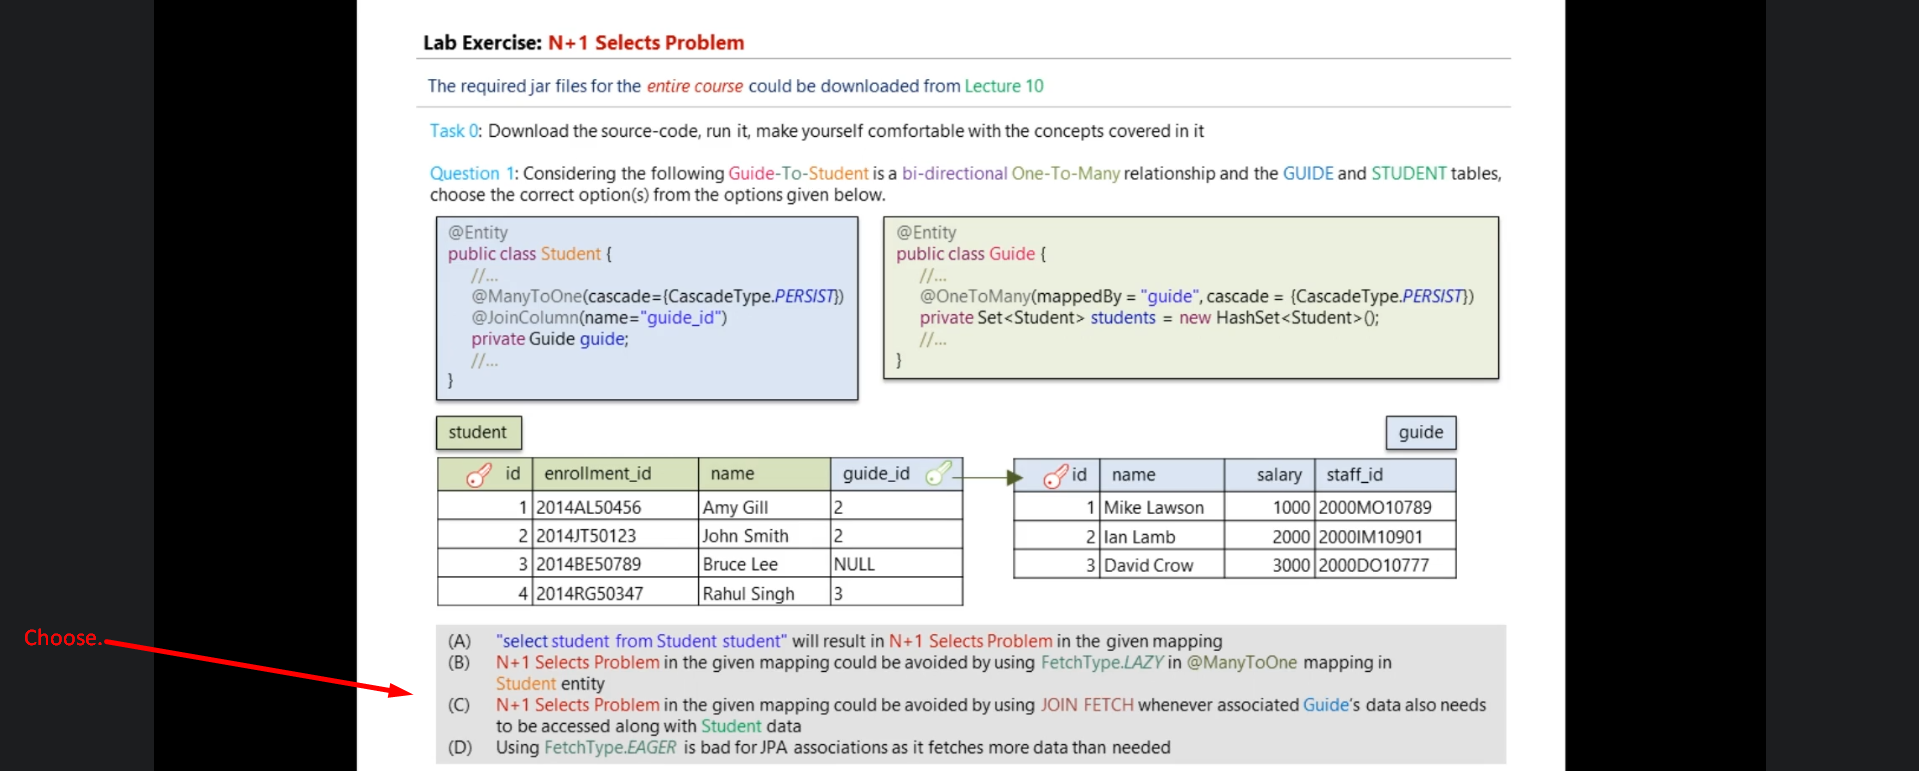 Lab Exercise: N+1 Selects Problem
The required jar files for the entire course could be downloaded from Lecture 10
Task 0: Download the source-code, run it, make yourself comfortable with the concepts covered in it
Question 1: Considering the following Guide-To-Student is a bi-directional One-To-Many relationship and the GUIDE and STUDENT tables,
choose the correct option(s) from the options given below.
@Entity
public class Student {
//...
@ManyToOne(cascade={CascadeType.PERSIST})
@JoinColumn(name="guide_id")
private Guide guide;
//...
}
@Entity
public class Guide {
//...
@OneToMany(mappedBy = "guide", cascade = {CascadeType.PERSIST})
private Set<Student> students = new HashSet<Student>();
//...
}
student
id enrollment_id name guide_id
1 2014AL50456 Amy Gill 2
2 2014JT50123 John Smith 2
3 2014BE50789 Bruce Lee NULL
4 2014RG50347 Rahul Singh 3
guide
id name salary staff_id
1 Mike Lawson 1000 2000MO10789
2 Ian Lamb 2000 2000IM10901
3 David Crow 3000 2000DO10777
Choose.
(A) "select student from Student student" will result in N+1 Selects Problem in the given mapping
(B) N+1 Selects Problem in the given mapping could be avoided by using FetchType.LAZY in @ManyToOne mapping in
Student entity
(C) N+1 Selects Problem in the given mapping could be avoided by using JOIN FETCH whenever associated Guide's data also needs
to be accessed along with Student data
(D) Using FetchType.EAGER is bad for JPA associations as it fetches more data than needed